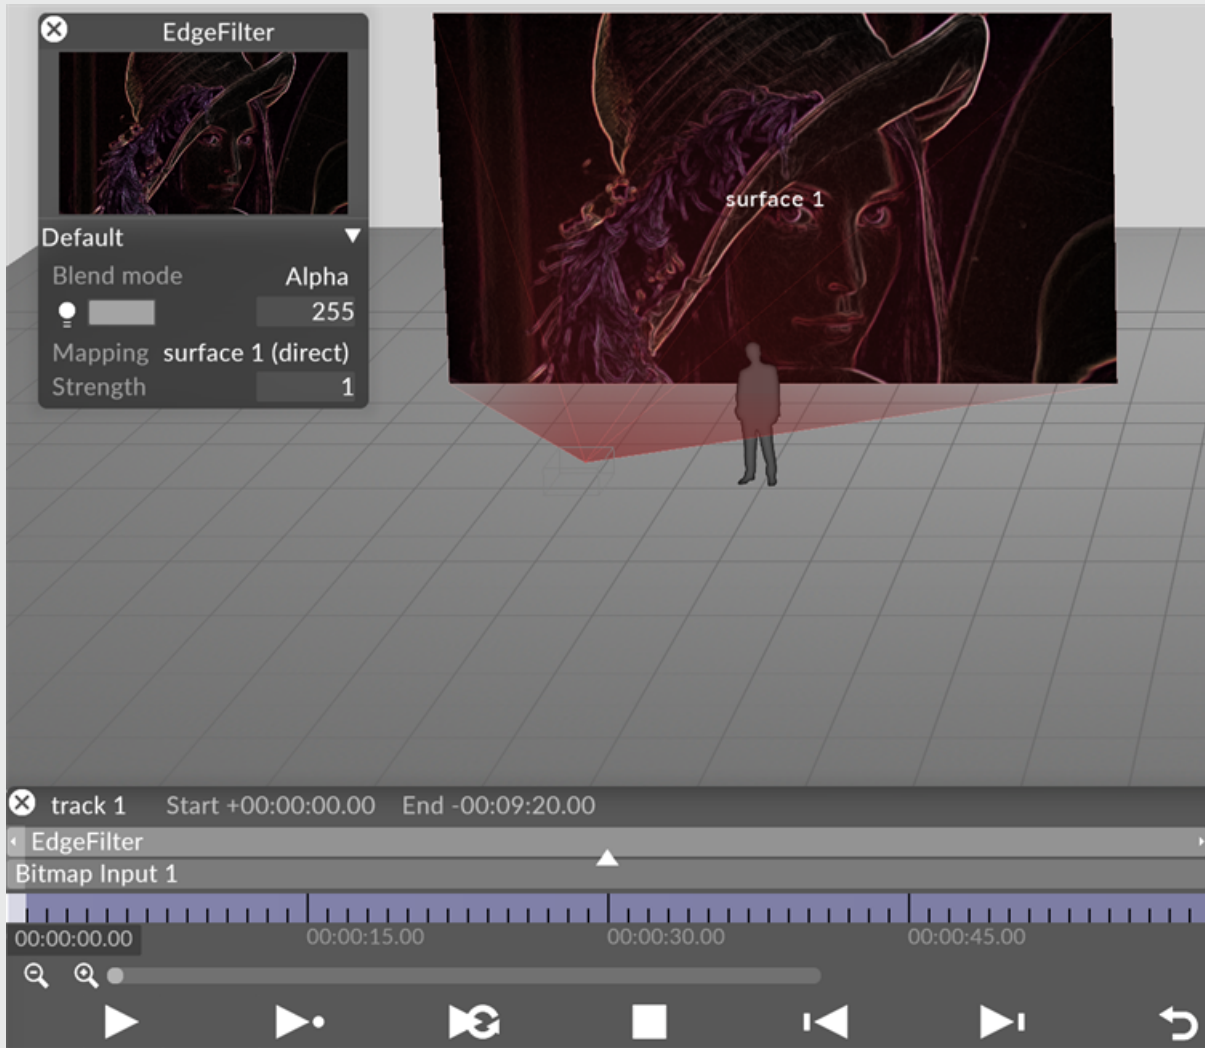 EdgeFilter
surface 1
Default
Blend mode Alpha
255
Mapping surface 1 (direct)
Strength 1
track 1 Start +00:00:00.00 End -00:09:20.00
EdgeFilter
Bitmap Input 1
00:00:00.00 00:00:15.00 00:00:30.00 00:00:45.00